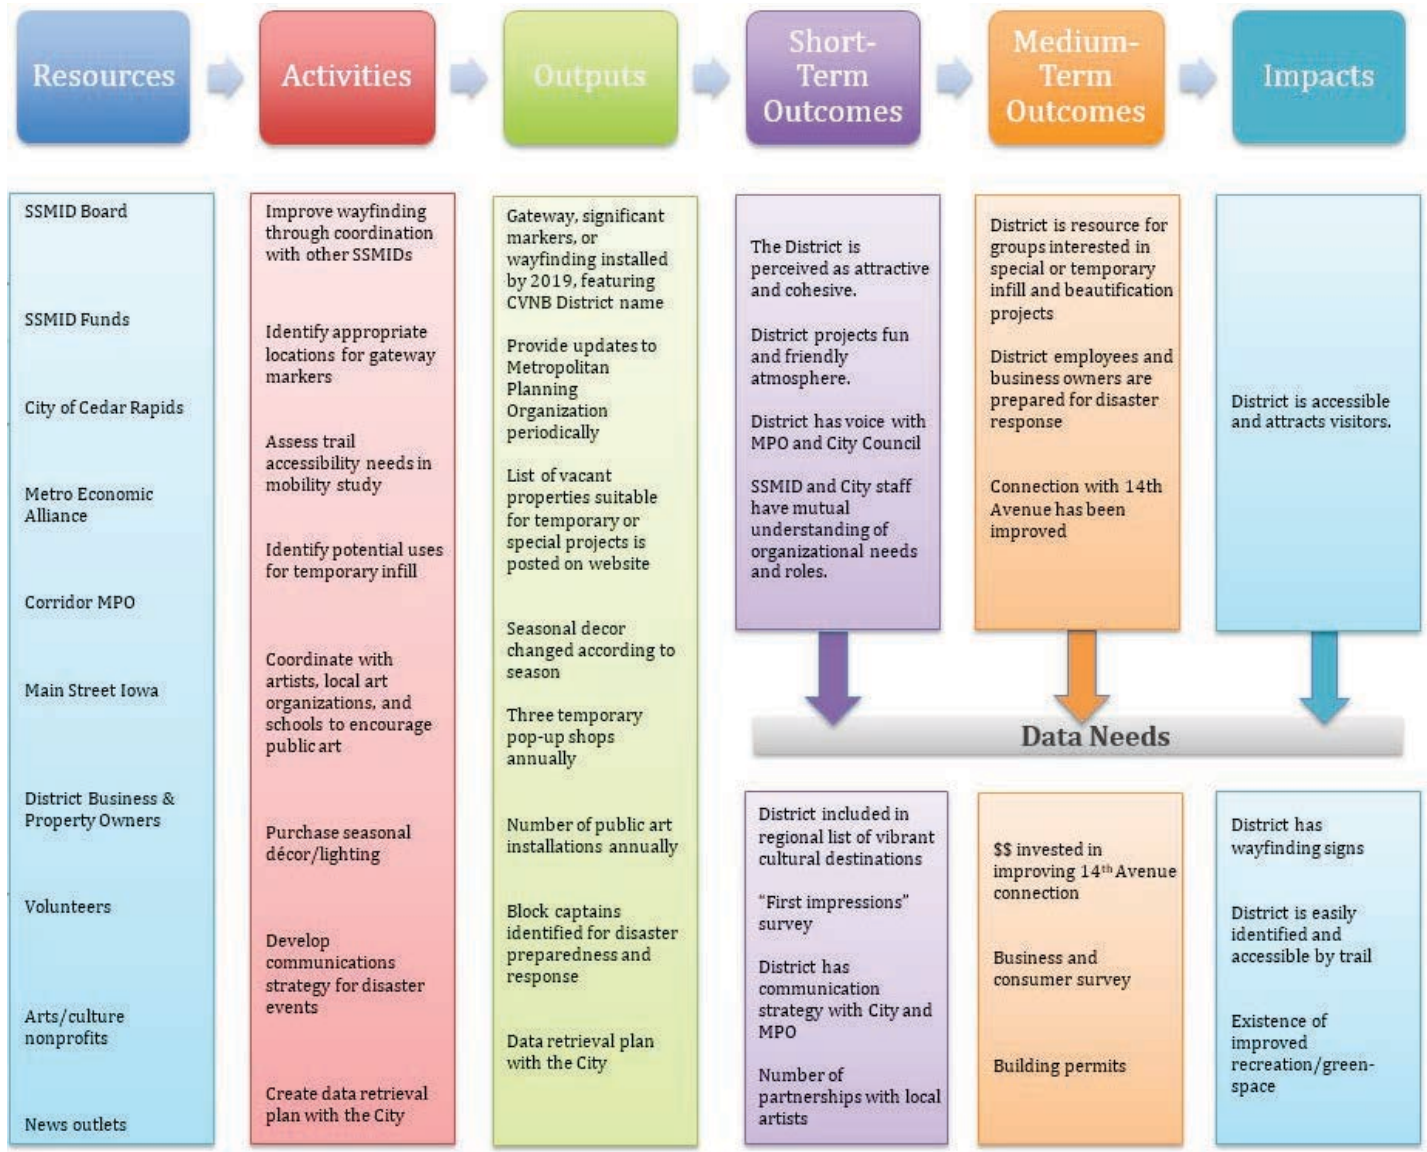 Resources
Activities
Outputs
Short-
Term
Outcomes
Medium-
Term
Outcomes
Impacts
SSMID Board
SSMID Funds
City of Cedar Rapids
Metro Economic
Alliance
Corridor MPO
Main Street Iowa
District Business &
Property Owners
Volunteers
Arts/culture
nonprofits
News outlets
Improve wayfinding
through coordination
with other SSMIDs
Identify appropriate
locations for gateway
markers
Assess trail
accessibility needs in
mobility study
Identify potential uses
for temporary infill
Coordinate with
artists, local art
organizations, and
schools to encourage
public art
Purchase seasonal
décor/lighting
Develop
communications
strategy for disaster
events
Create data retrieval
plan with the City
Gateway, significant
markers, or
wayfinding installed
by 2019, featuring
CVNB District name
Provide updates to
Metropolitan
Planning
Organization
periodically
List of vacant
properties suitable
for temporary or
special projects is
posted on website
Seasonal decor
changed according to
season
Three temporary
pop-up shops
annually
Number of public art
installations annually
Block captains
identified for disaster
preparedness and
response
Data retrieval plan
with the City
The District is
perceived as attractive
and cohesive.
District projects fun
and friendly
atmosphere.
District has voice with
MPO and City Council
SSMID and City staff
have mutual
understanding of
organizational needs
and roles.
District is resource for
groups interested in
special or temporary
infill and beautification
projects
District employees and
business owners are
prepared for disaster
response
Connection with 14th
Avenue has been
improved
District is accessible
and attracts visitors.
Data Needs
District included in
regional list of vibrant
cultural destinations
"First impressions"
survey
District has
communication
strategy with City and
MPO
Number of
partnerships with local
artists
$$ invested in
improving 14th Avenue
connection
Business and
consumer survey
Building permits
District has
wayfinding signs
District is easily
identified and
accessible by trail
Existence of
improved
recreation/green-
space